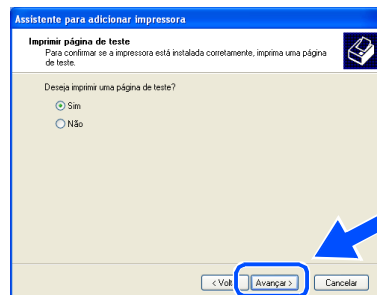 Assistente para adicionar impressora
Imprimir página de teste
Para confirmar se a impressora está instalada corretamente, imprima uma página
de teste.
Deseja imprimir uma página de teste?
Sim
Não
< Volt
Avançar >
Cancelar